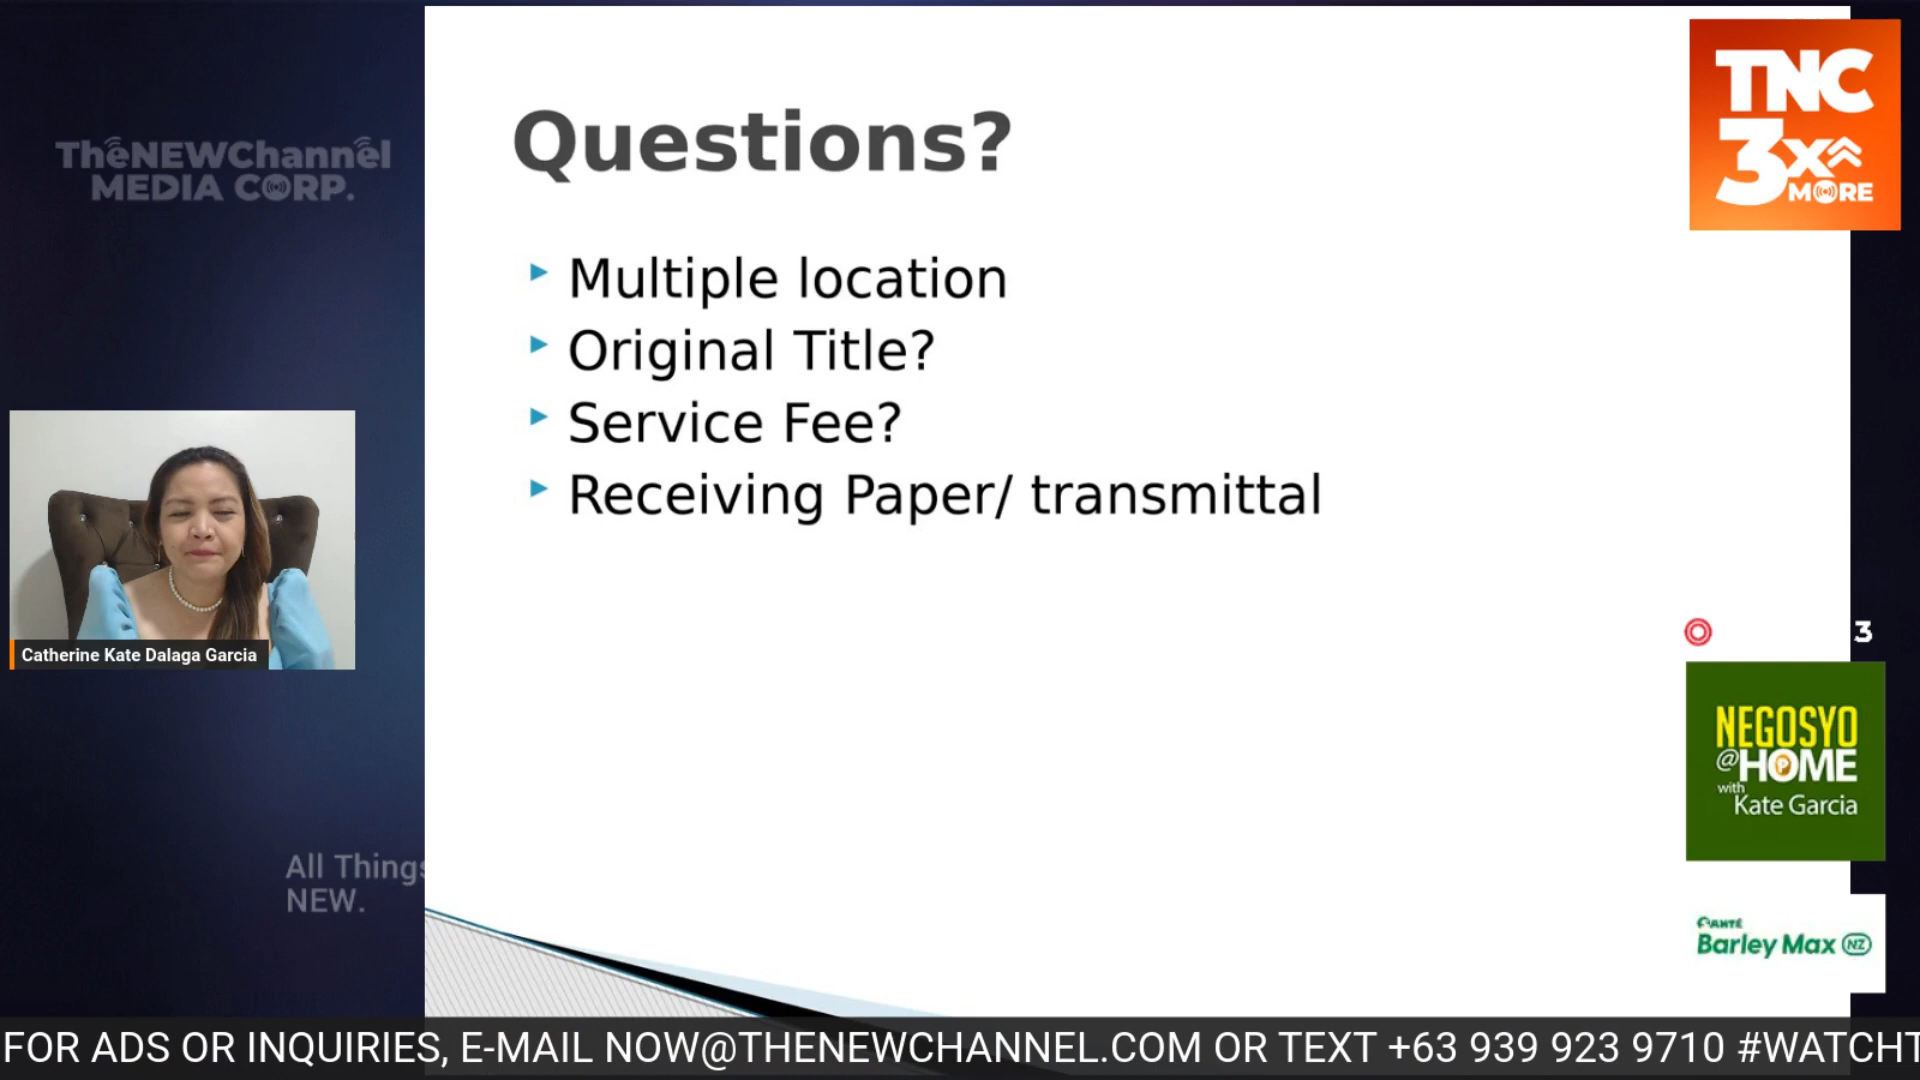 TheNEWChannel
MEDIA CORP.
Questions?
Multiple location
Original Title?
Service Fee?
Receiving Paper/ transmittal
TNC
3x
MORE
Catherine Kate Dalaga Garcia
3
NEGOSYO
@HOME
with
Kate Garcia
All Things
NEW.
Barley Max NZ
FOR ADS OR INQUIRIES, E-MAIL NOW@THENEWCHANNEL.COM OR TEXT +63 939 923 9710 #WATCHT